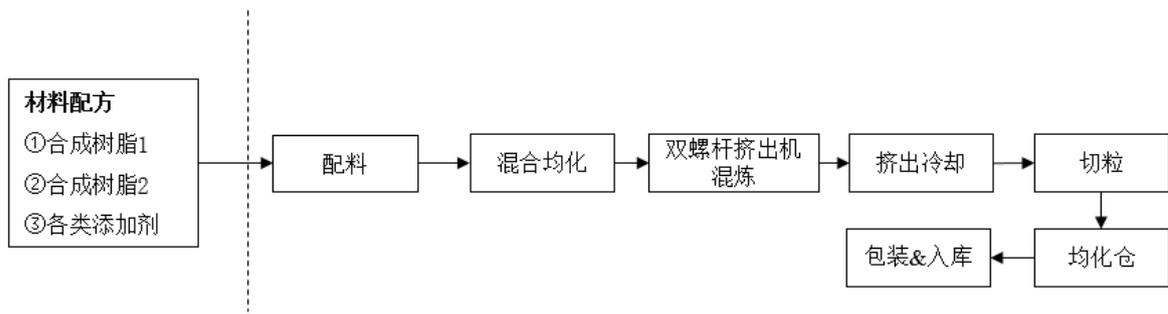 材料配方
①合成树脂1
②合成树脂2
③各类添加剂
配料
混合均化
双螺杆挤出机
混炼
挤出冷却
切粒
均化仓
包装&入库